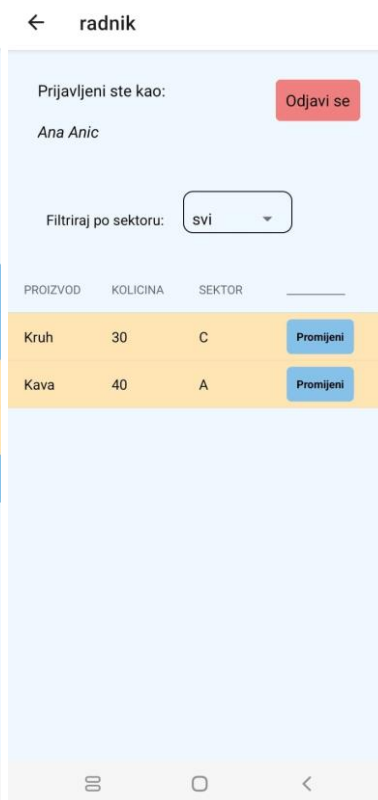 radnik
Prijavljeni ste kao:
Odjavi se
Ana Anic
Filtriraj po sektoru:
svi
PROIZVOD KOLICINA SEKTOR
Kruh 30 C Promijeni
Kava 40 A Promijeni